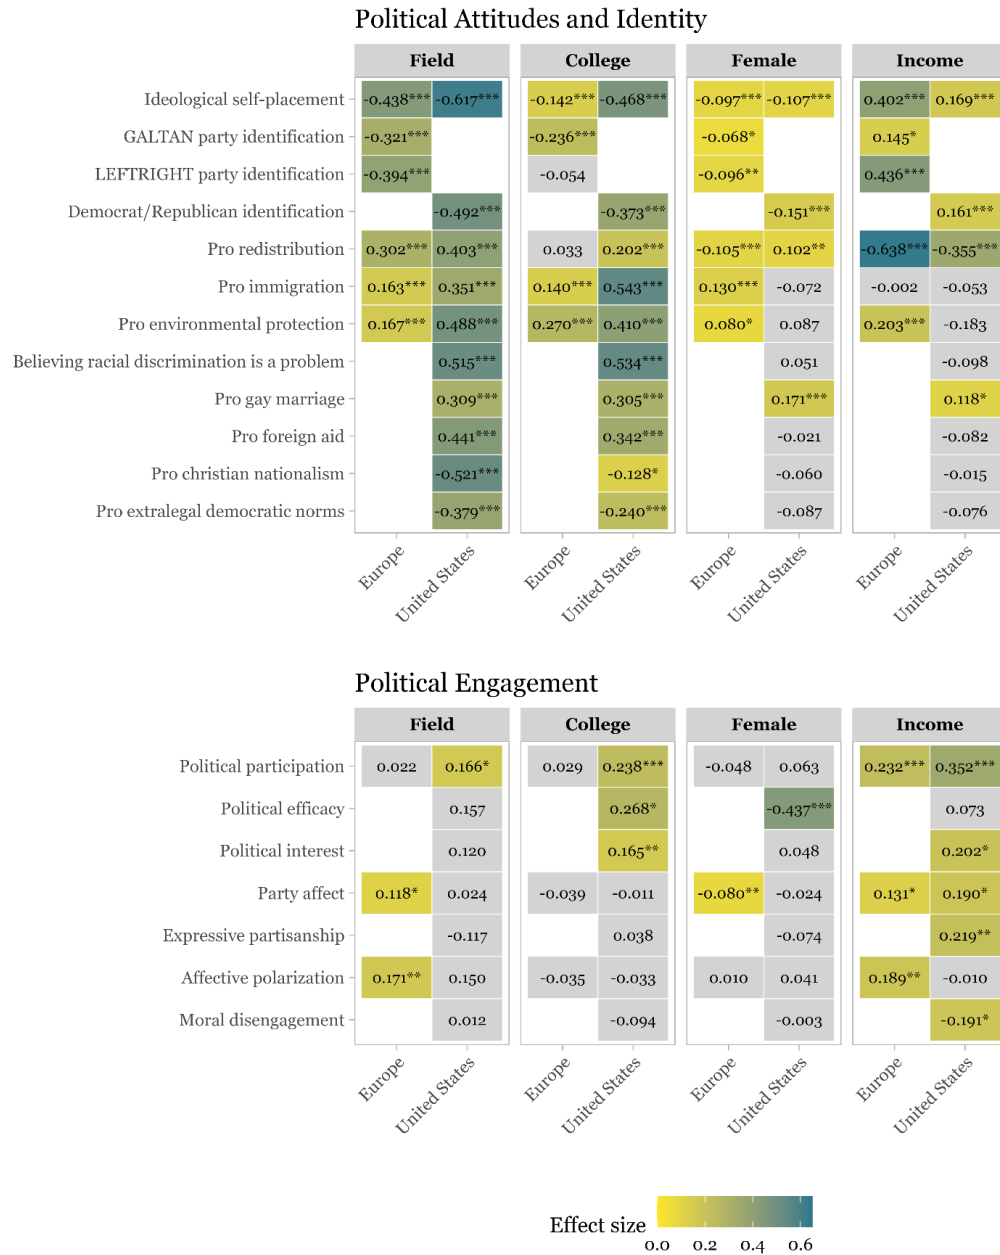 Political Attitudes and Identity
Field College Female Income
Ideological self-placement -0.438*** -0.617*** -0.142*** -0.468*** -0.097*** -0.107*** 0.402*** 0.169***
GALTAN party identification -0.321*** -0.236*** -0.068* 0.145*
LEFTRIGHT party identification -0.394*** -0.054 -0.096** 0.436***
Democrat/Republican identification -0.492*** -0.373*** -0.151*** 0.161***
Pro redistribution 0.302*** 0.403*** 0.033 0.202*** -0.105*** 0.102** -0.638*** -0.355***
Pro immigration 0.163*** 0.351*** 0.140*** 0.543*** 0.130*** -0.072 -0.002 -0.053
Pro environmental protection 0.167*** 0.488*** 0.270*** 0.410*** 0.080* 0.087 0.203*** -0.183
Believing racial discrimination is a problem 0.515*** 0.534*** 0.051 -0.098
Pro gay marriage 0.309*** 0.305*** 0.171*** 0.118*
Pro foreign aid 0.441*** 0.342*** -0.021 -0.082
Pro christian nationalism -0.521*** -0.128* -0.060 -0.015
Pro extralegal democratic norms -0.379*** -0.240*** -0.087 -0.076
Europe United States Europe United States Europe United States Europe United States
Political Engagement
Field College Female Income
Political participation 0.022 0.166* 0.029 0.238*** -0.048 0.063 0.232*** 0.352***
Political efficacy 0.157 0.268* -0.437*** 0.073
Political interest 0.120 0.165** 0.048 0.202*
Party affect 0.118* 0.024 -0.039 -0.011 -0.080** -0.024 0.131* 0.190*
Expressive partisanship -0.117 0.038 -0.074 0.219**
Affective polarization 0.171** 0.150 -0.035 -0.033 0.010 0.041 0.189** -0.010
Moral disengagement 0.012 -0.094 -0.003 -0.191*
Europe United States Europe United States Europe United States Europe United States
Effect size
0.0 0.2 0.4 0.6